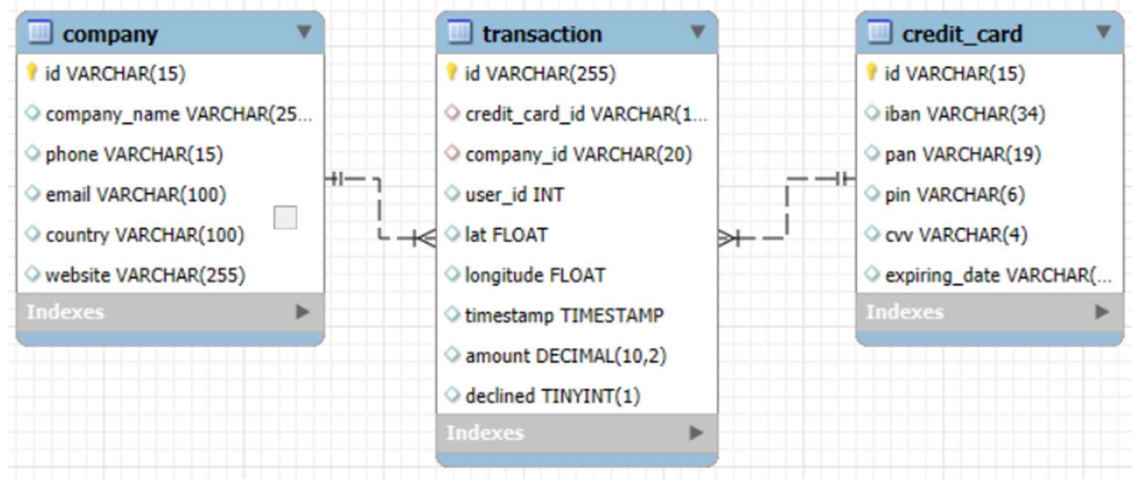 company
id VARCHAR(15)
company_name VARCHAR(25...
phone VARCHAR(15)
email VARCHAR(100)
country VARCHAR(100)
website VARCHAR(255)
Indexes
transaction
id VARCHAR(255)
credit_card_id VARCHAR(1...
company_id VARCHAR(20)
user_id INT
lat FLOAT
longitude FLOAT
timestamp TIMESTAMP
amount DECIMAL(10,2)
declined TINYINT(1)
Indexes
credit_card
id VARCHAR(15)
iban VARCHAR(34)
pan VARCHAR(19)
pin VARCHAR(6)
cvv VARCHAR(4)
expiring_date VARCHAR(...
Indexes